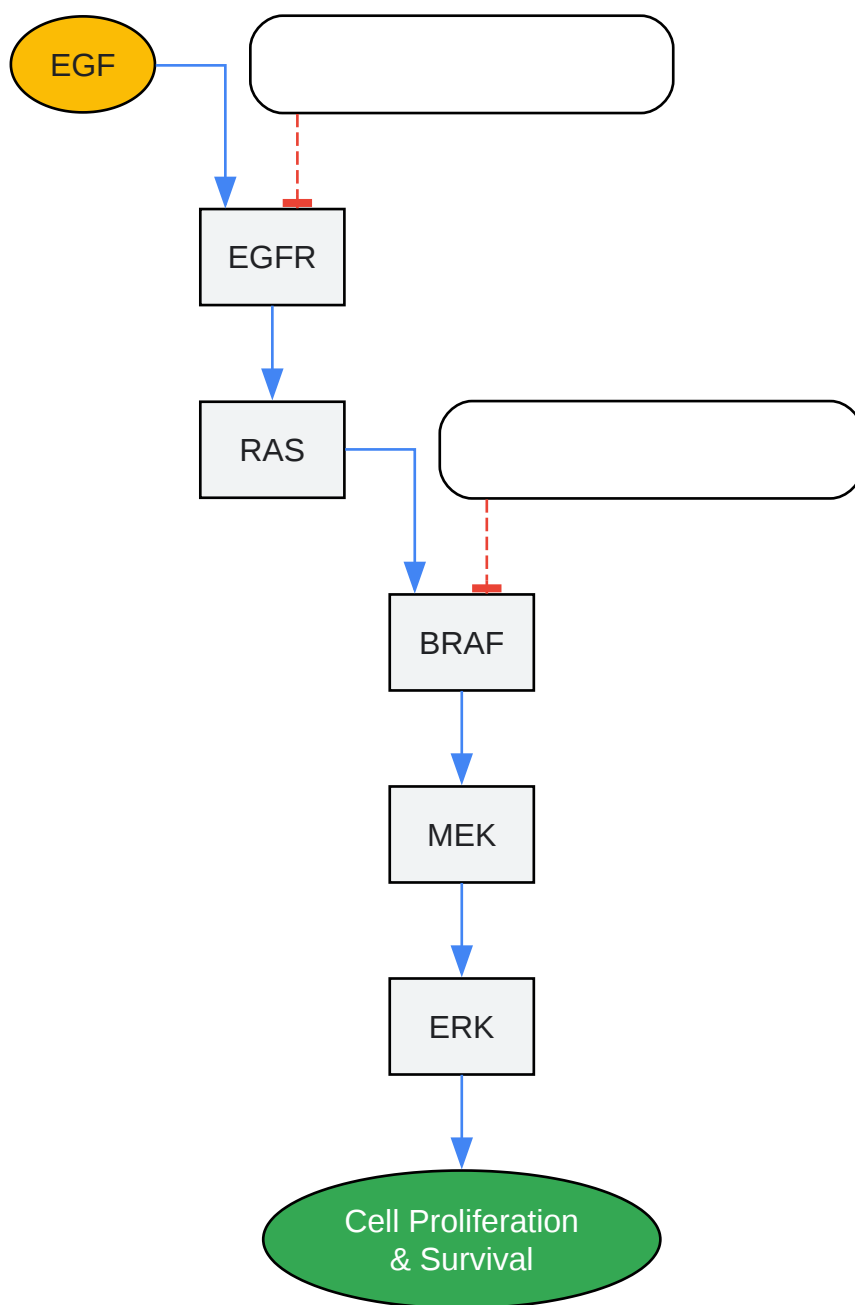 EGF
EGFR
RAS
BRAF
MEK
ERK
Cell Proliferation
& Survival